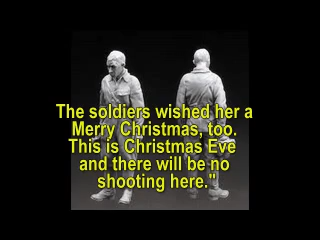 The soldiers wished her a
Merry Christmas, too.
This is Christmas Eve
and there will be no
shooting here."